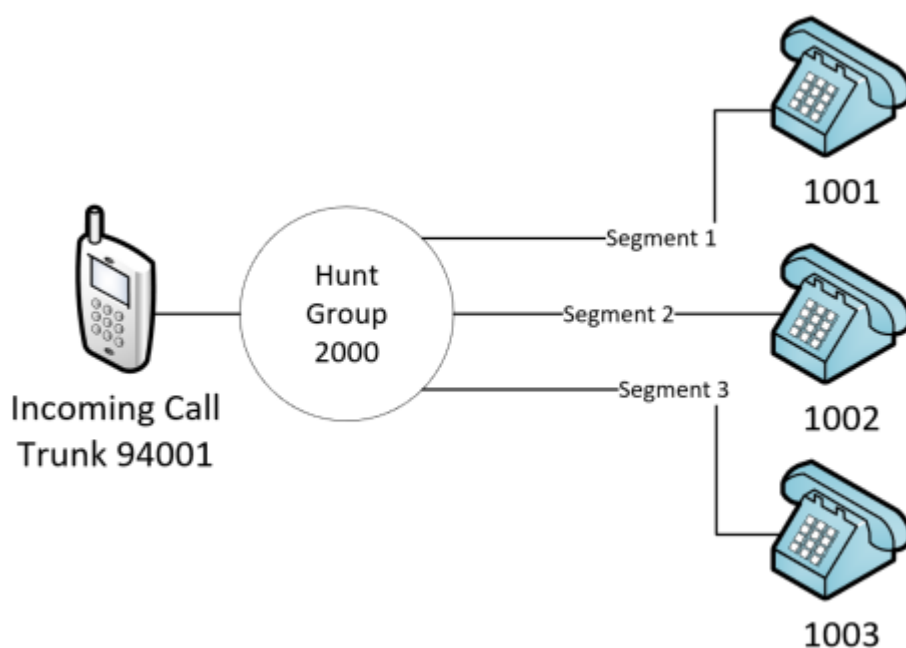 1001
Segment 1
Hunt
Group
2000
Segment 2
1002
Segment 3
Incoming Call
Trunk 94001
1003